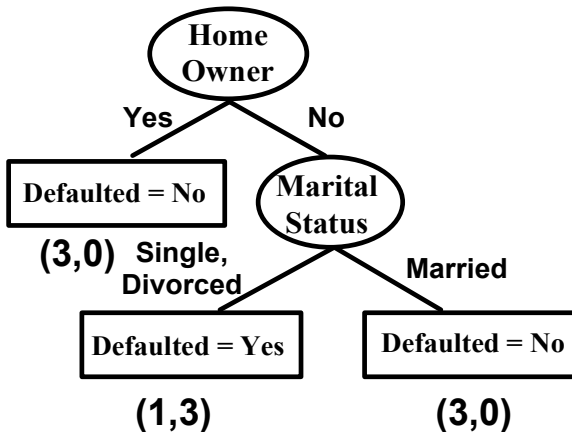 Home
Owner
Yes
No
Defaulted = No
Marital
Status
(3,0)
Single,
Divorced
Married
Defaulted = Yes
Defaulted = No
(1,3)
(3,0)